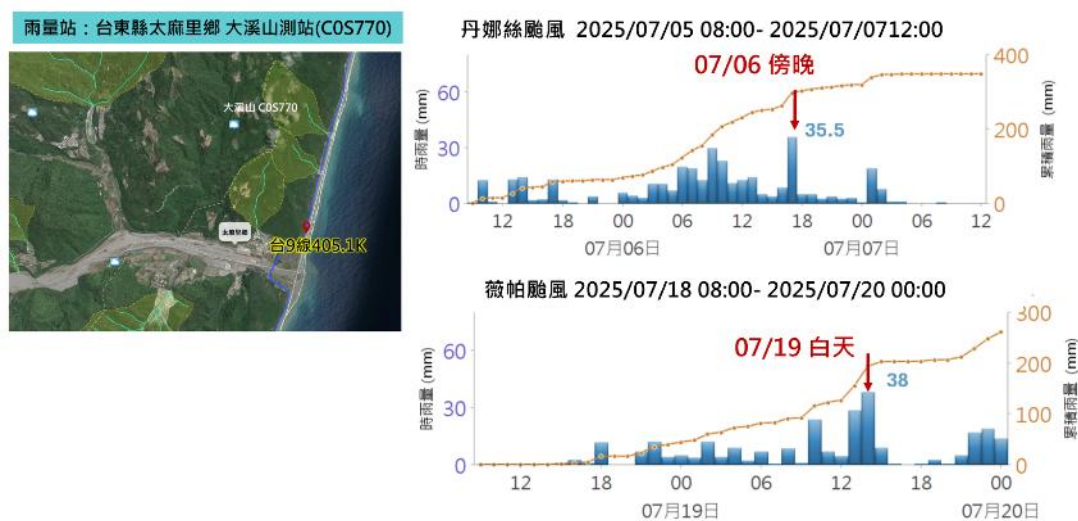 雨量站：台東縣太麻里鄉 大溪山測站(C0S770)
大溪山 C0S770
太麻里鄉
台9線405.1K
丹娜絲颱風 2025/07/05 08:00- 2025/07/0712:00
07/06 傍晚
35.5
時雨量 (mm)
60
30
0
累積雨量 (mm)
400
200
0
12 18 00 06 12 18 00 06 12
07月06日 07月07日
薇帕颱風 2025/07/18 08:00- 2025/07/20 00:00
07/19 白天
38
時雨量 (mm)
60
30
0
累積雨量 (mm)
300
200
100
0
12 18 00 06 12 18 00
07月19日 07月20日